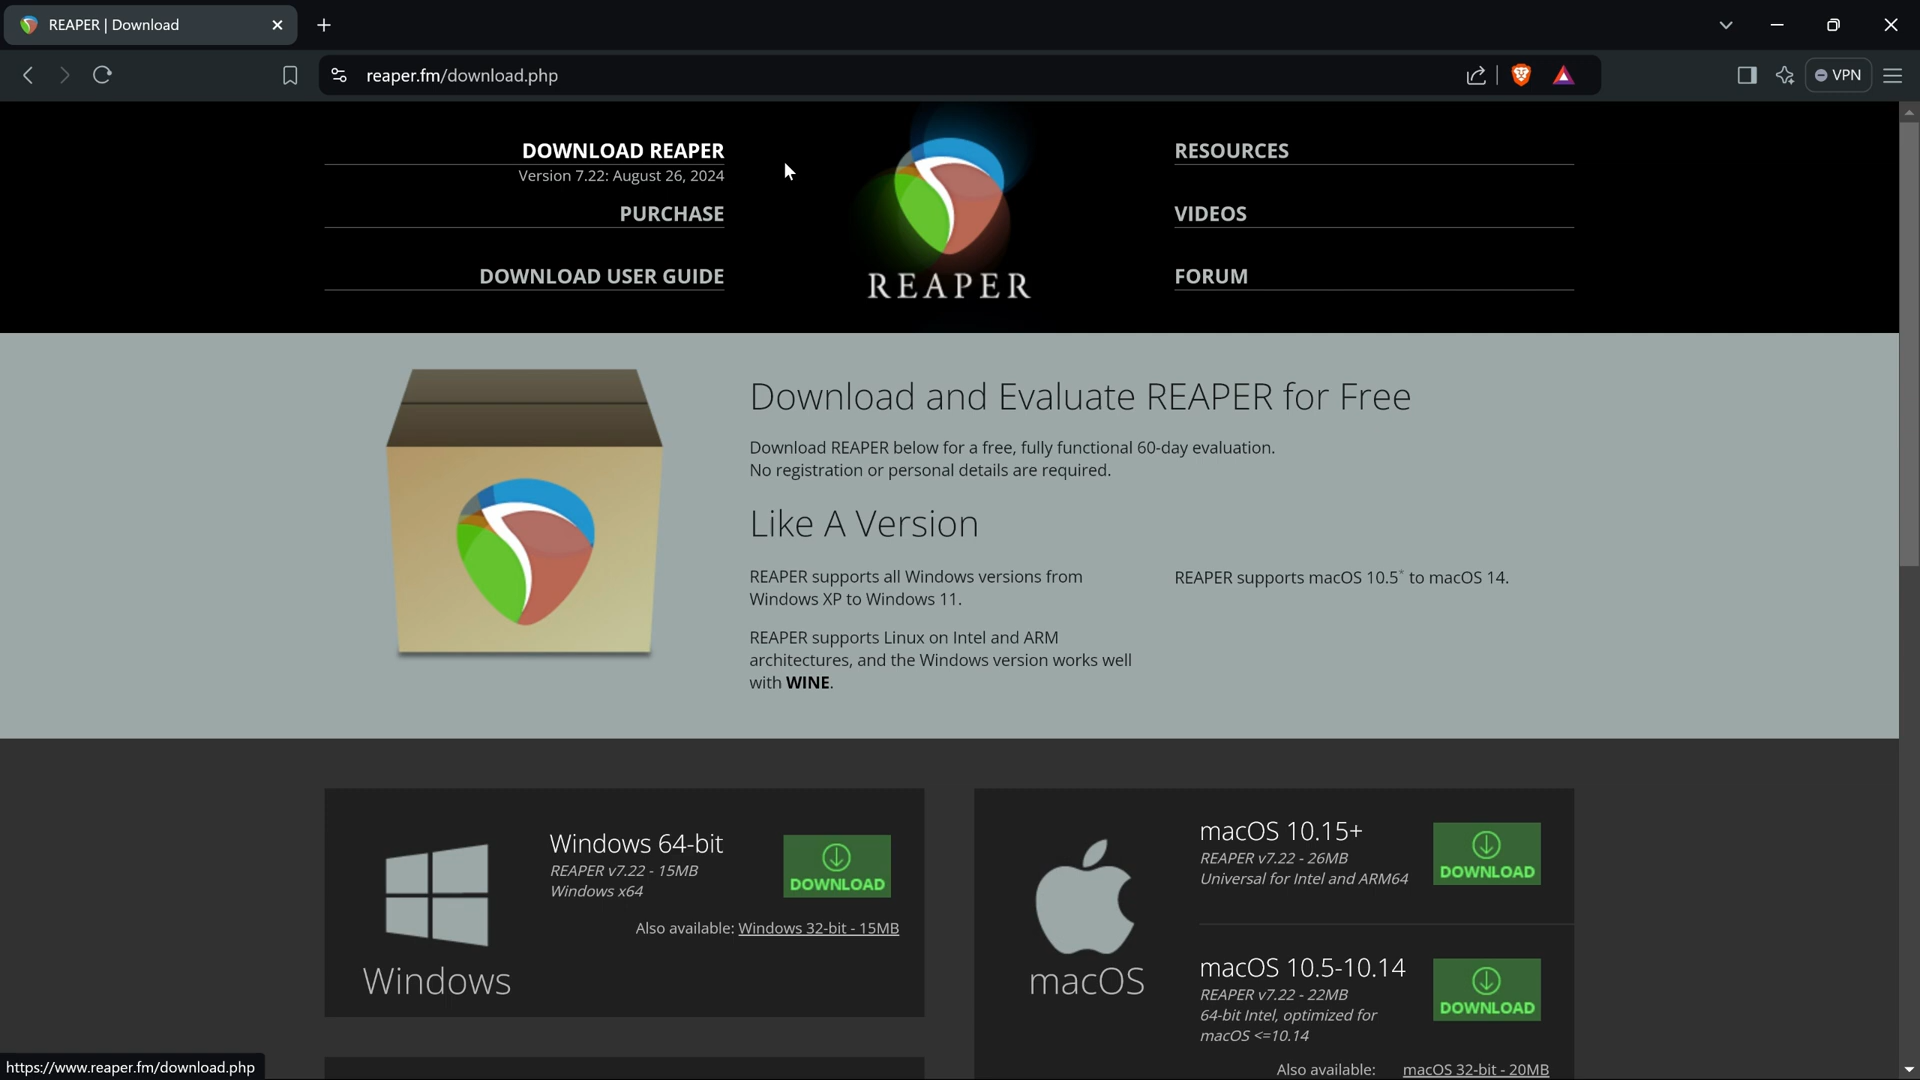 REAPER | Download
reaper.fm/download.php
VPN
DOWNLOAD REAPER
Version 7.22: August 26, 2024
PURCHASE
DOWNLOAD USER GUIDE
REAPER
RESOURCES
VIDEOS
FORUM
Download and Evaluate REAPER for Free
Download REAPER below for a free, fully functional 60-day evaluation.
No registration or personal details are required.
Like A Version
REAPER supports all Windows versions from
Windows XP to Windows 11.
REAPER supports Linux on Intel and ARM
architectures, and the Windows version works well
with WINE.
REAPER supports macOS 10.5* to macOS 14.
Windows
Windows 64-bit
REAPER v7.22 - 15MB
Windows x64
DOWNLOAD
Also available: Windows 32-bit - 15MB
macOS
macOS 10.15+
REAPER v7.22 - 26MB
Universal for Intel and ARM64
DOWNLOAD
macOS 10.5-10.14
REAPER v7.22 - 22MB
64-bit Intel, optimized for
macOS <=10.14
DOWNLOAD
Also available: macOS 32-bit - 20MB
https://www.reaper.fm/download.php